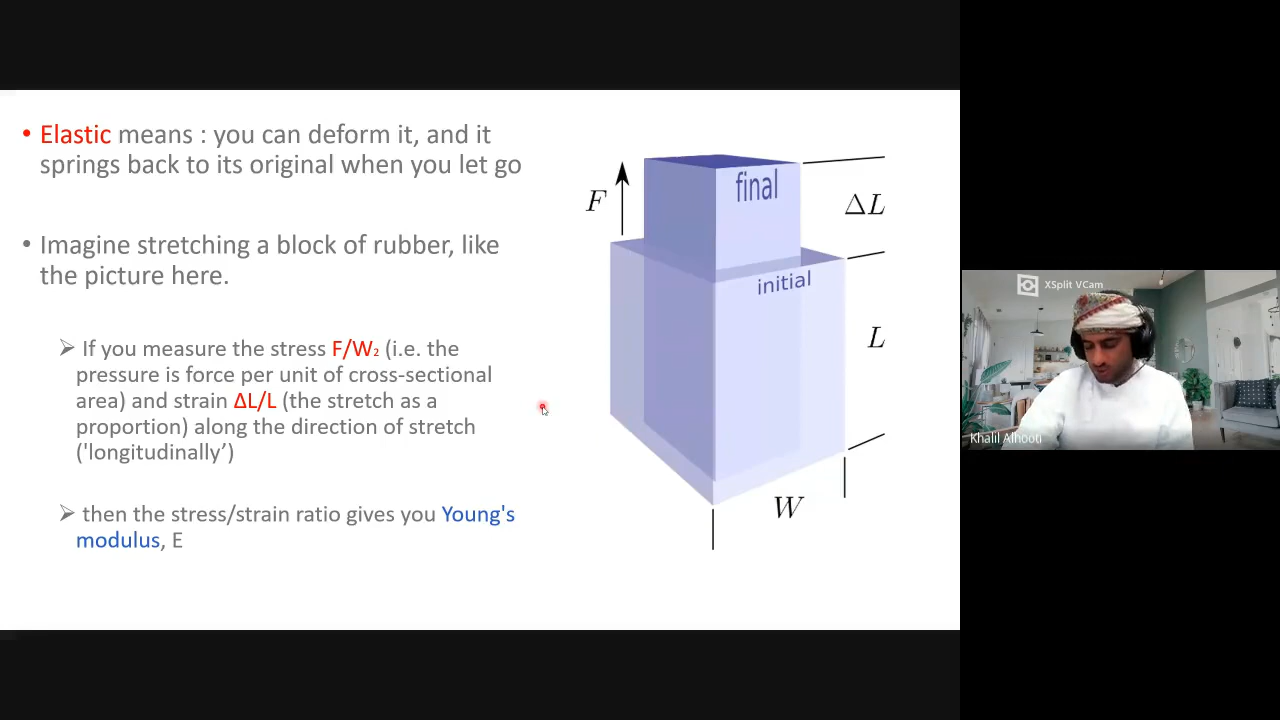 • Elastic means : you can deform it, and it
springs back to its original when you let go
• Imagine stretching a block of rubber, like
the picture here.
➢ If you measure the stress F/W₂ (i.e. the
pressure is force per unit of cross-sectional
area) and strain ΔL/L (the stretch as a
proportion) along the direction of stretch
('longitudinally’)
➢ then the stress/strain ratio gives you Young's
modulus, E
final
F
ΔL
initial
L
W
XSplit VCam
Khalil Alhooti